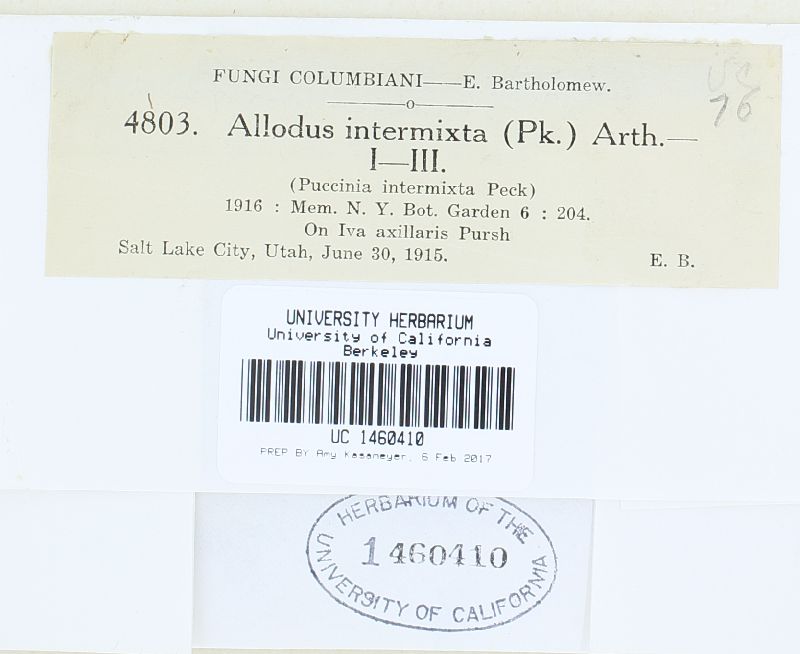 FUNGI COLUMBIANI——E. Bartholomew.
UC
76
4803. Allodus intermixta (Pk.) Arth.—
I—III.
(Puccinia intermixta Peck)
1916 : Mem. N. Y. Bot. Garden 6 : 204.
On Iva axillaris Pursh
Salt Lake City, Utah, June 30, 1915. E. B.
UNIVERSITY HERBARIUM
University of California
Berkeley
UC 1460410
PREP BY Amy Kasameyer, 6 Feb 2017
HERBARIUM OF THE
1460410
UNIVERSITY OF CALIFORNIA